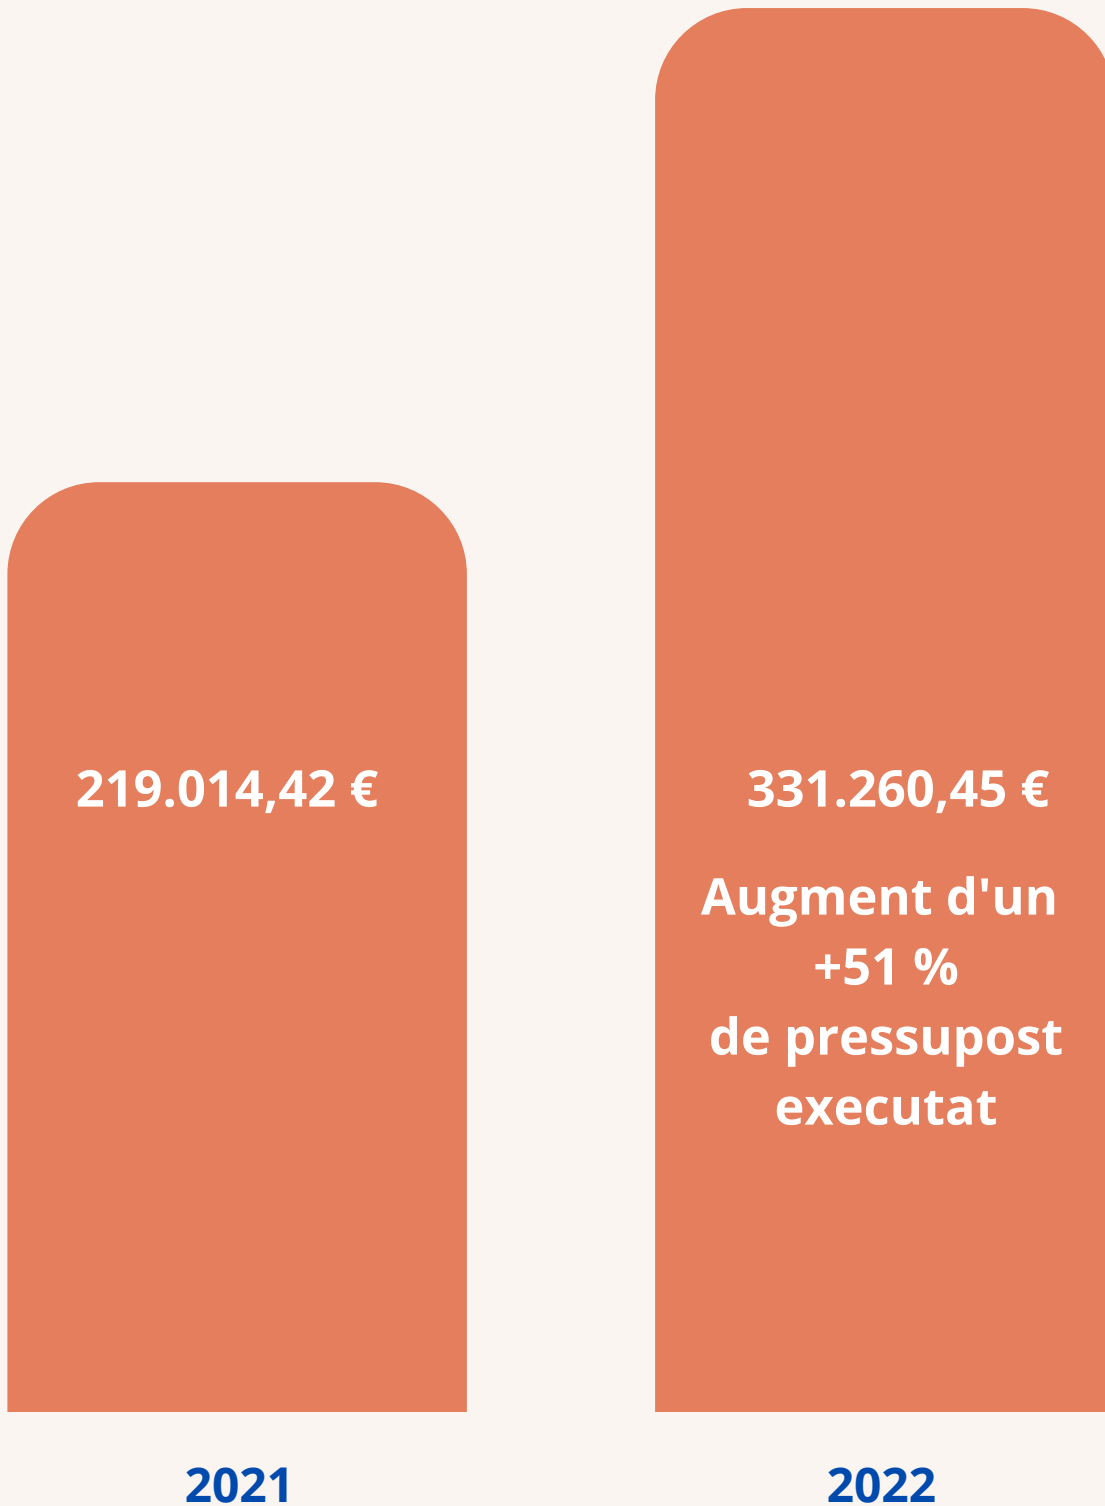 219.014,42 €
331.260,45 €
Augment d'un
+51 %
de pressupost
executat
2021
2022